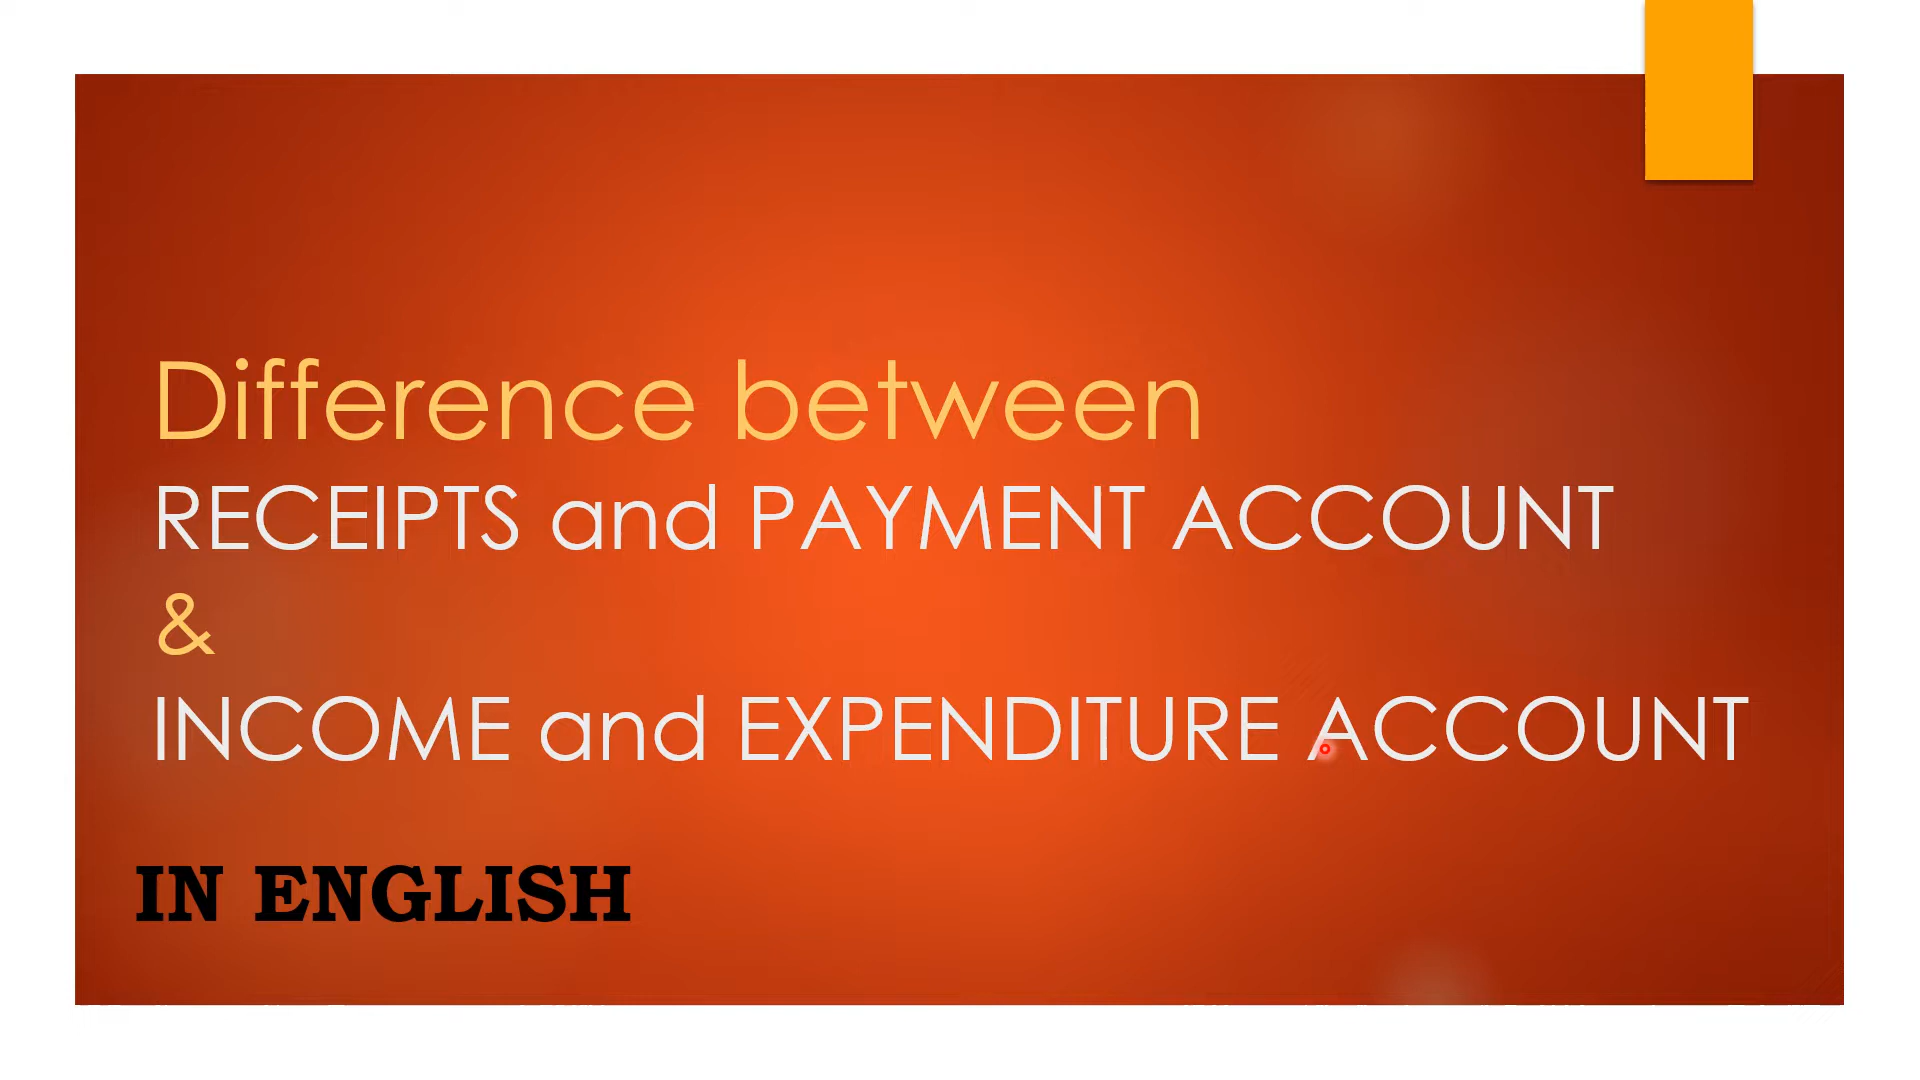 Difference between
RECEIPTS and PAYMENT ACCOUNT
&
INCOME and EXPENDITURE ACCOUNT
IN ENGLISH